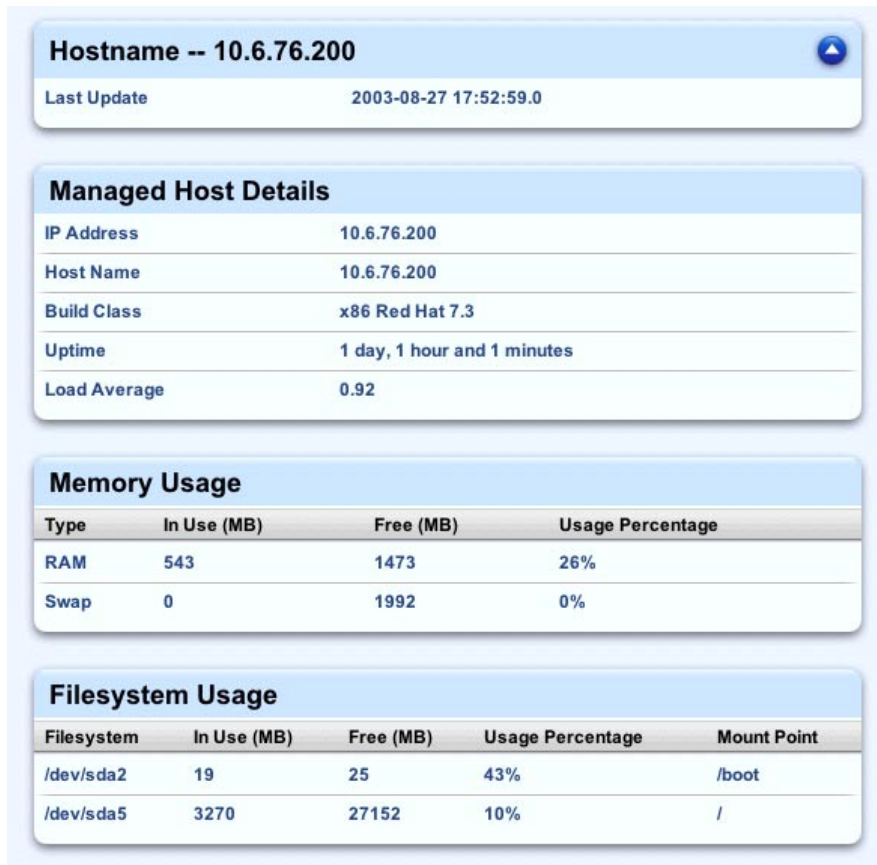 Hostname -- 10.6.76.200
Last Update 2003-08-27 17:52:59.0
Managed Host Details
IP Address 10.6.76.200
Host Name 10.6.76.200
Build Class x86 Red Hat 7.3
Uptime 1 day, 1 hour and 1 minutes
Load Average 0.92
Memory Usage
Type In Use (MB) Free (MB) Usage Percentage
RAM 543 1473 26%
Swap 0 1992 0%
Filesystem Usage
Filesystem In Use (MB) Free (MB) Usage Percentage Mount Point
/dev/sda2 19 25 43% /boot
/dev/sda5 3270 27152 10% /